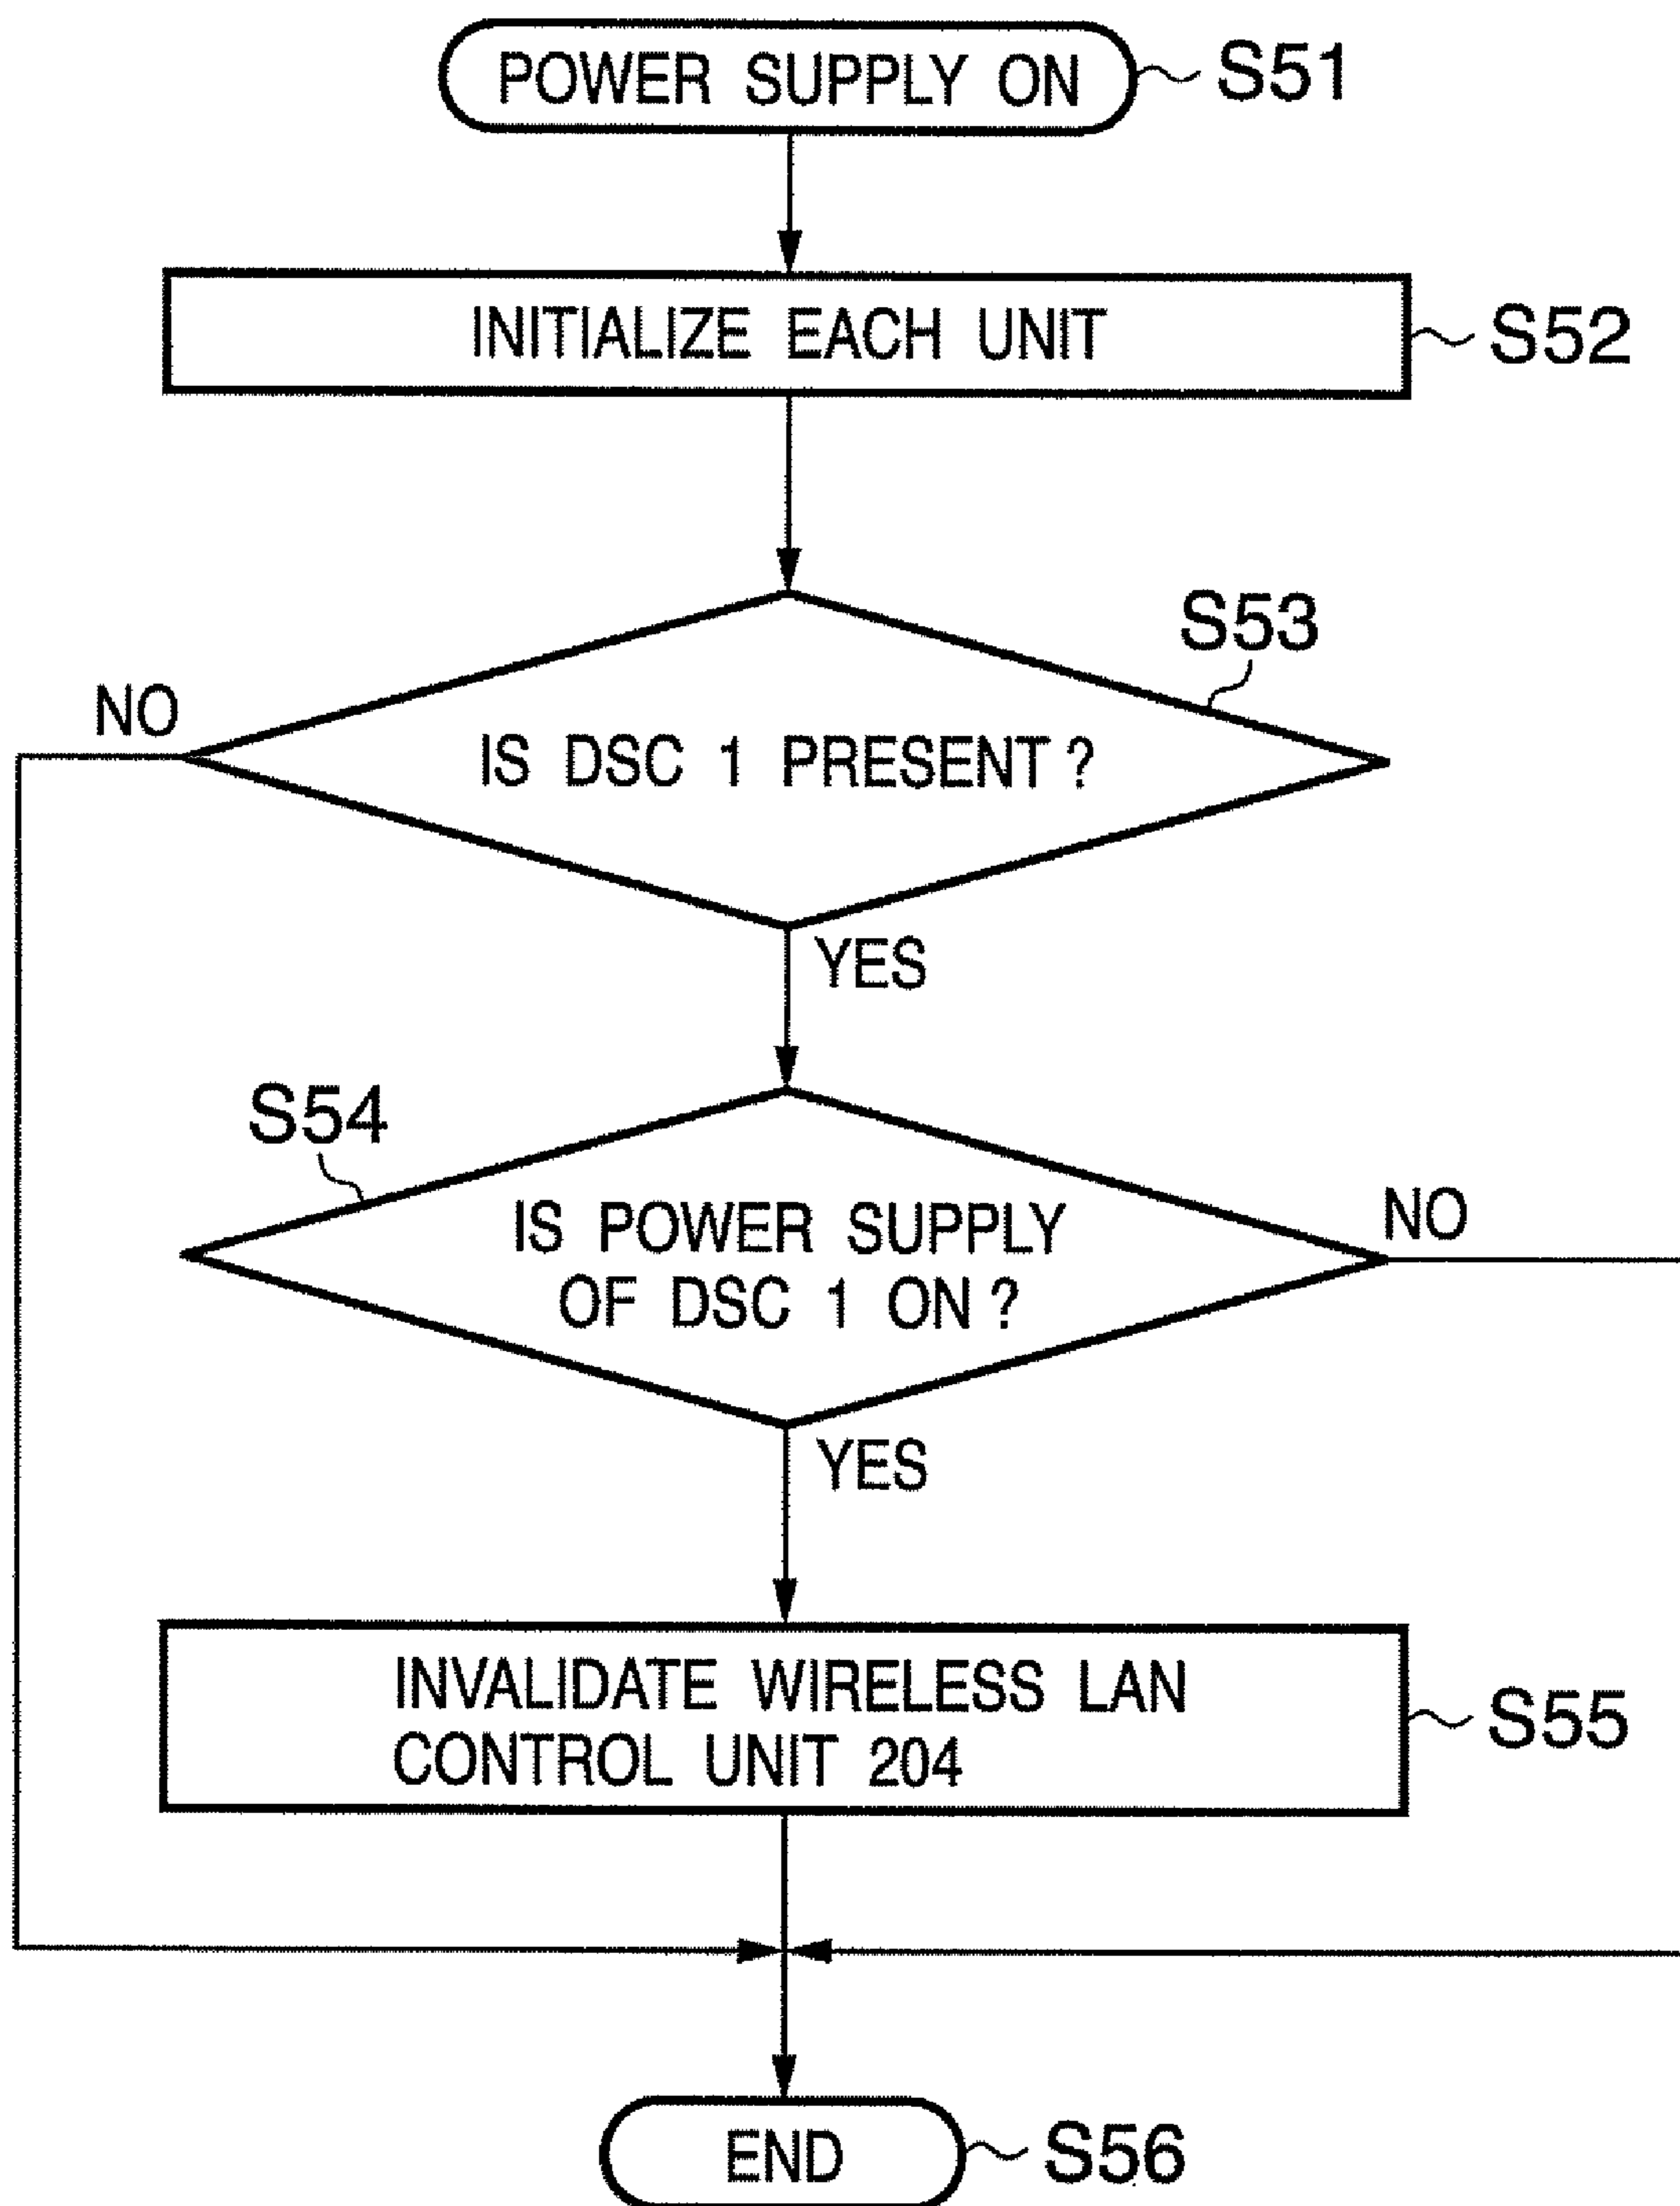 POWER SUPPLY ON
S51
INITIALIZE EACH UNIT
S52
S53
NO
IS DSC 1 PRESENT?
YES
S54
IS POWER SUPPLY
OF DSC 1 ON?
NO
YES
INVALIDATE WIRELESS LAN
CONTROL UNIT 204
S55
END
S56